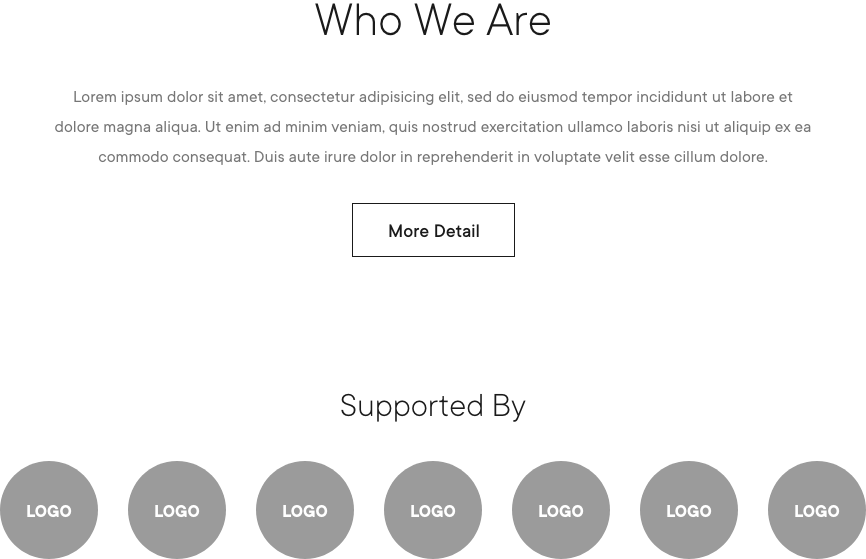 Who We Are
Lorem ipsum dolor sit amet, consectetur adipisicing elit, sed do eiusmod tempor incididunt ut labore et
dolore magna aliqua. Ut enim ad minim veniam, quis nostrud exercitation ullamco laboris nisi ut aliquip ex ea
commodo consequat. Duis aute irure dolor in reprehenderit in voluptate velit esse cillum dolore.
More Detail
Supported By
LOGO LOGO LOGO LOGO LOGO LOGO LOGO